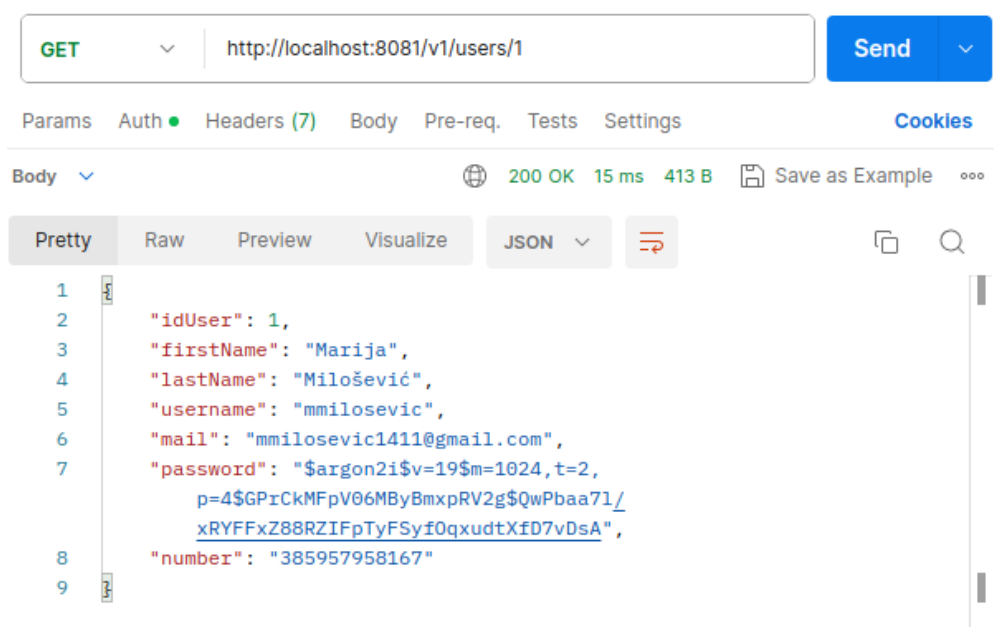 GET http://localhost:8081/v1/users/1 Send
Params Auth Headers (7) Body Pre-req. Tests Settings Cookies
Body 200 OK 15 ms 413 B Save as Example
Pretty Raw Preview Visualize JSON
1 {
2 "idUser": 1,
3 "firstName": "Marija",
4 "lastName": "Milošević",
5 "username": "mmilosevic",
6 "mail": "mmilosevic1411@gmail.com",
7 "password": "$argon2i$v=19$m=1024,t=2,
p=4$GPrCkMFpV06MByBmxpRV2g$QwPbaa7l/
xRYFFxZ88RZIFpTyFSyfOqxudtXfD7vDsA",
8 "number": "385957958167"
9 }